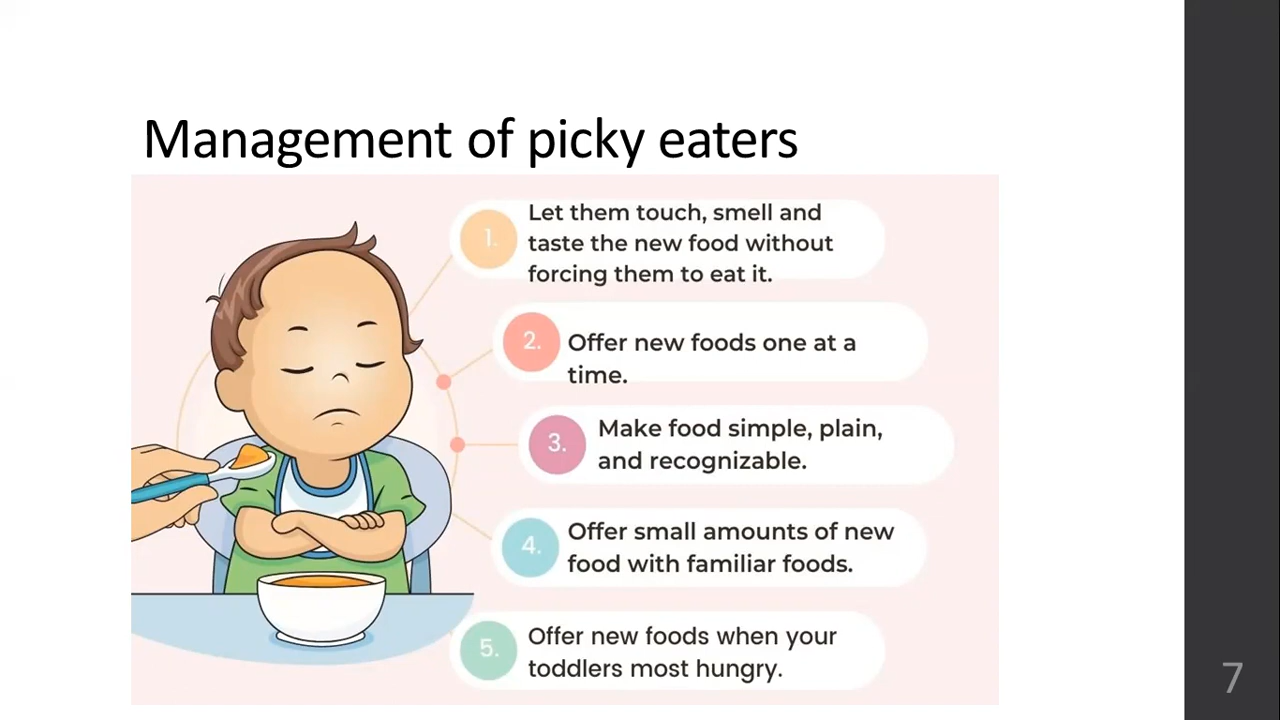 Management of picky eaters
1.
Let them touch, smell and
taste the new food without
forcing them to eat it.
2.
Offer new foods one at a
time.
3.
Make food simple, plain,
and recognizable.
4.
Offer small amounts of new
food with familiar foods.
5.
Offer new foods when your
toddlers most hungry.
7